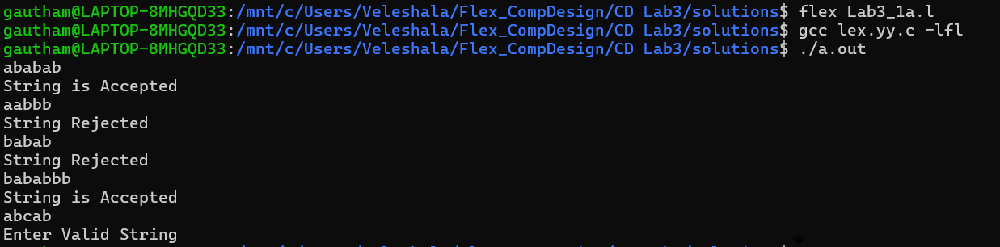 gautham@LAPTOP-8MHGQD33:/mnt/c/Users/Veleshala/Flex_CompDesign/CD Lab3/solutions$ flex Lab3_1a.l
gautham@LAPTOP-8MHGQD33:/mnt/c/Users/Veleshala/Flex_CompDesign/CD Lab3/solutions$ gcc lex.yy.c -lfl
gautham@LAPTOP-8MHGQD33:/mnt/c/Users/Veleshala/Flex_CompDesign/CD Lab3/solutions$ ./a.out
ababab
String is Accepted
aabbb
String Rejected
babab
String Rejected
bababbb
String is Accepted
abcab
Enter Valid String